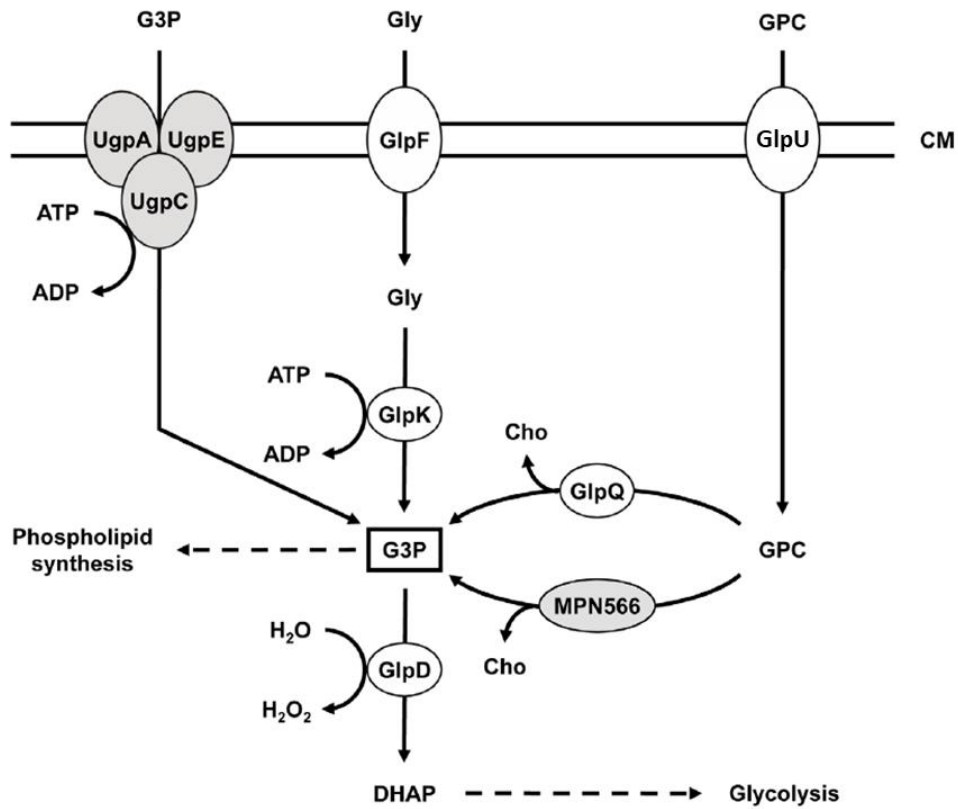 G3P
Gly
GPC
UgpA
UgpE
GlpF
GlpU
CM
UgpC
ATP
ADP
Gly
ATP
GlpK
ADP
Cho
GlpQ
Phospholipid
synthesis
G3P
GPC
MPN566
H₂O
Cho
GlpD
H₂O₂
DHAP
Glycolysis